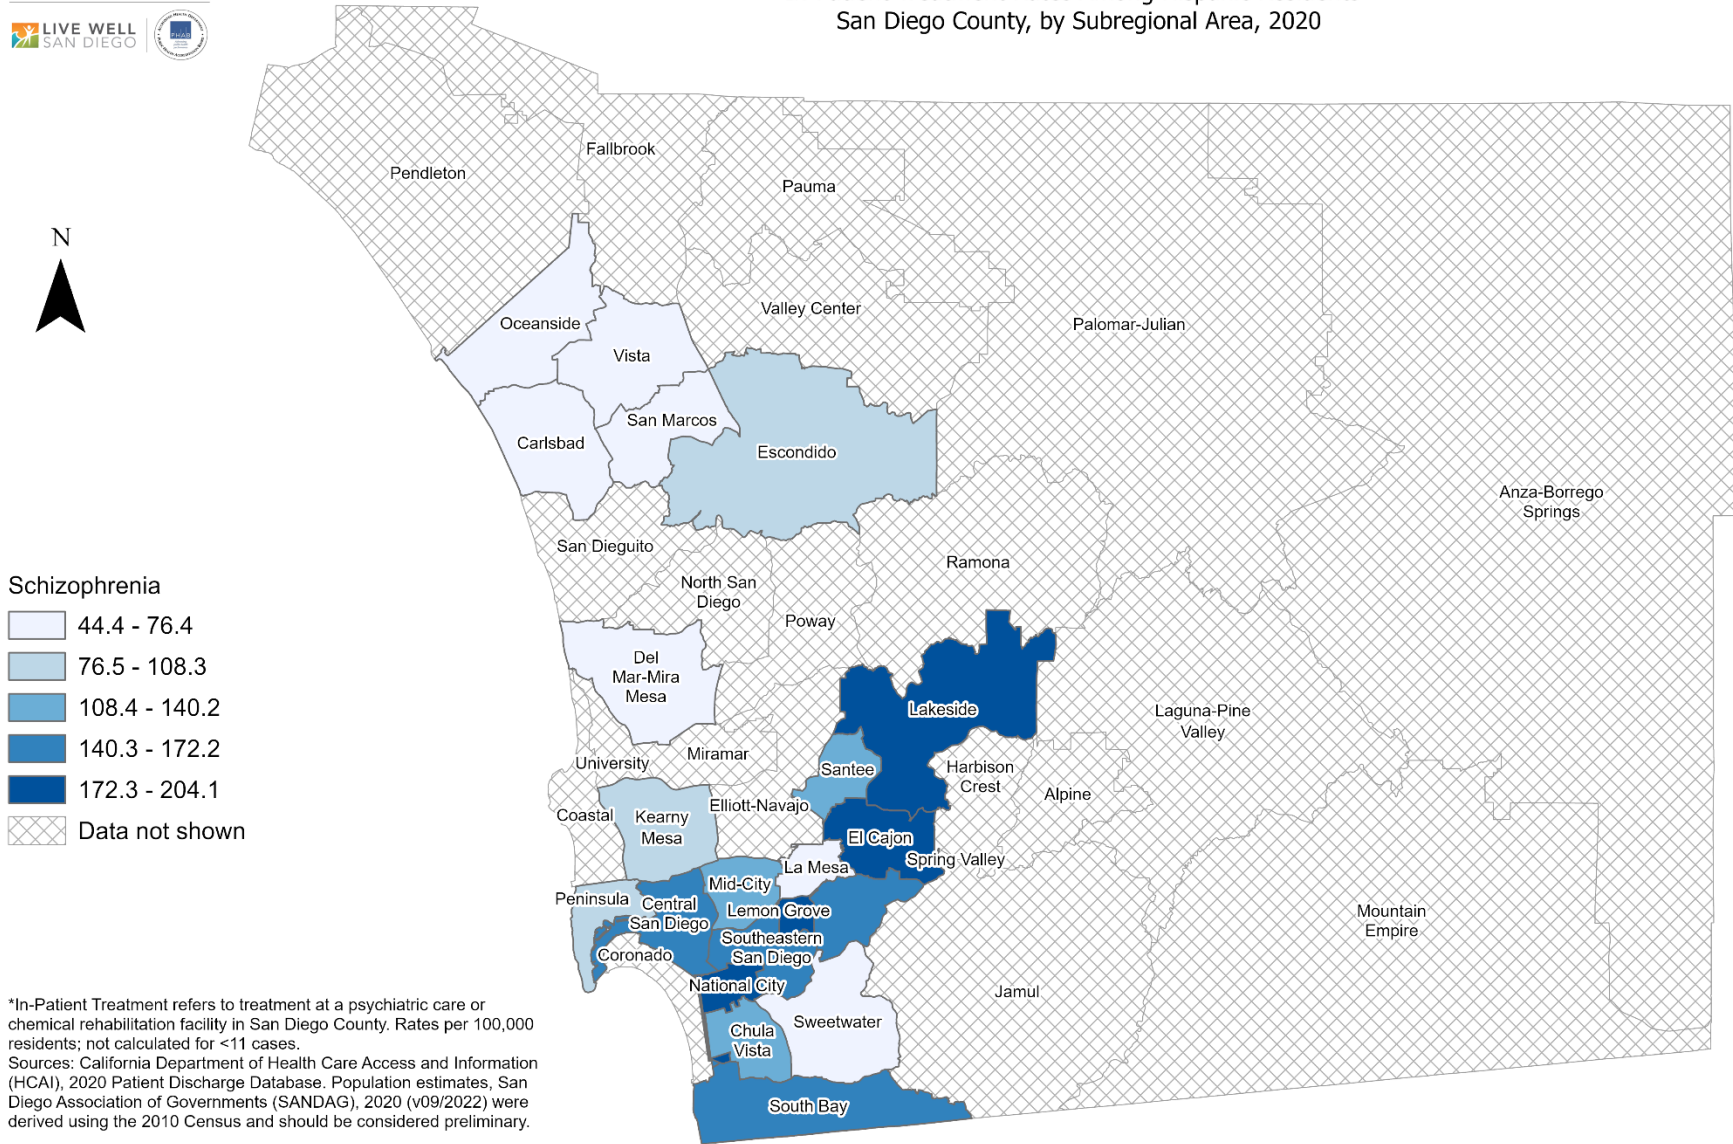 LIVE WELL
SAN DIEGO
PHAB
San Diego County, by Subregional Area, 2020
Fallbrook
Pendleton
Pauma
N
Valley Center
Oceanside
Palomar-Julian
Vista
San Marcos
Carlsbad
Escondido
Anza-Borrego
Springs
San Dieguito
Ramona
North San
Diego
Poway
Schizophrenia
44.4 - 76.4
76.5 - 108.3
108.4 - 140.2
140.3 - 172.2
172.3 - 204.1
Data not shown
Del
Mar-Mira
Mesa
Lakeside
Laguna-Pine
Valley
Miramar
University
Santee
Harbison
Crest
Alpine
Elliott-Navajo
Coastal
Kearny
Mesa
El Cajon
Spring Valley
La Mesa
Mid-City
Peninsula
Central
San Diego
Lemon Grove
Mountain
Empire
Southeastern
San Diego
Coronado
National City
Jamul
Sweetwater
Chula
Vista
South Bay
*In-Patient Treatment refers to treatment at a psychiatric care or
chemical rehabilitation facility in San Diego County. Rates per 100,000
residents; not calculated for <11 cases.
Sources: California Department of Health Care Access and Information
(HCAI), 2020 Patient Discharge Database. Population estimates, San
Diego Association of Governments (SANDAG), 2020 (v09/2022) were
derived using the 2010 Census and should be considered preliminary.